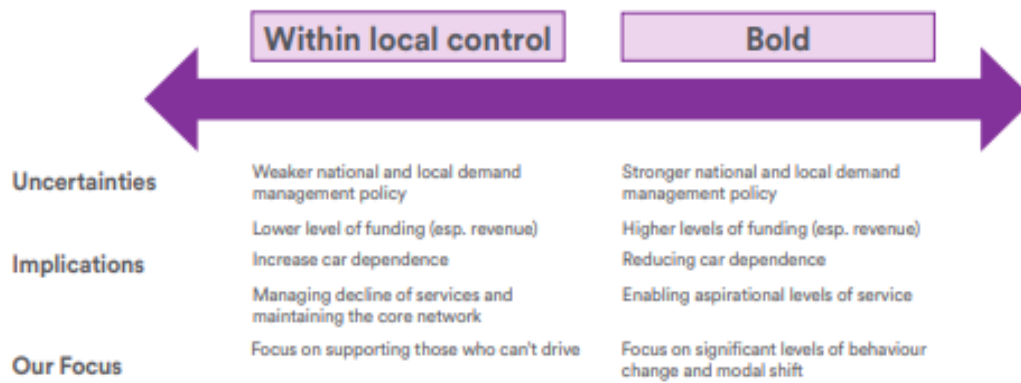 Within local control
Bold
Uncertainties
Weaker national and local demand
management policy
Stronger national and local demand
management policy
Lower level of funding (esp. revenue)
Higher levels of funding (esp. revenue)
Implications
Increase car dependence
Reducing car dependence
Managing decline of services and
maintaining the core network
Enabling aspirational levels of service
Our Focus
Focus on supporting those who can't drive
Focus on significant levels of behaviour
change and modal shift